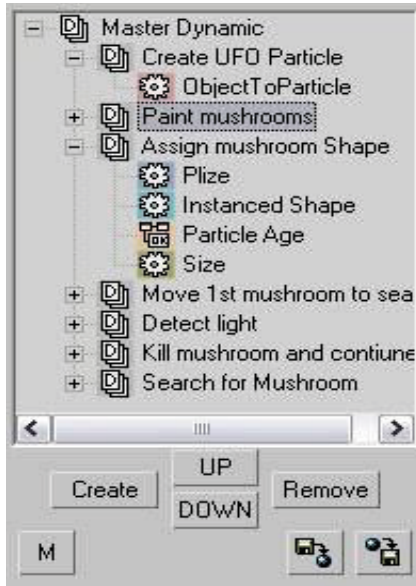 Master Dynamic
Create UFO Particle
ObjectToParticle
Paint mushrooms
Assign mushroom Shape
Plize
Instanced Shape
Particle Age
Size
Move 1st mushroom to sea
Detect light
Kill mushroom and contiune
Search for Mushroom
Create UP Remove
DOWN
M